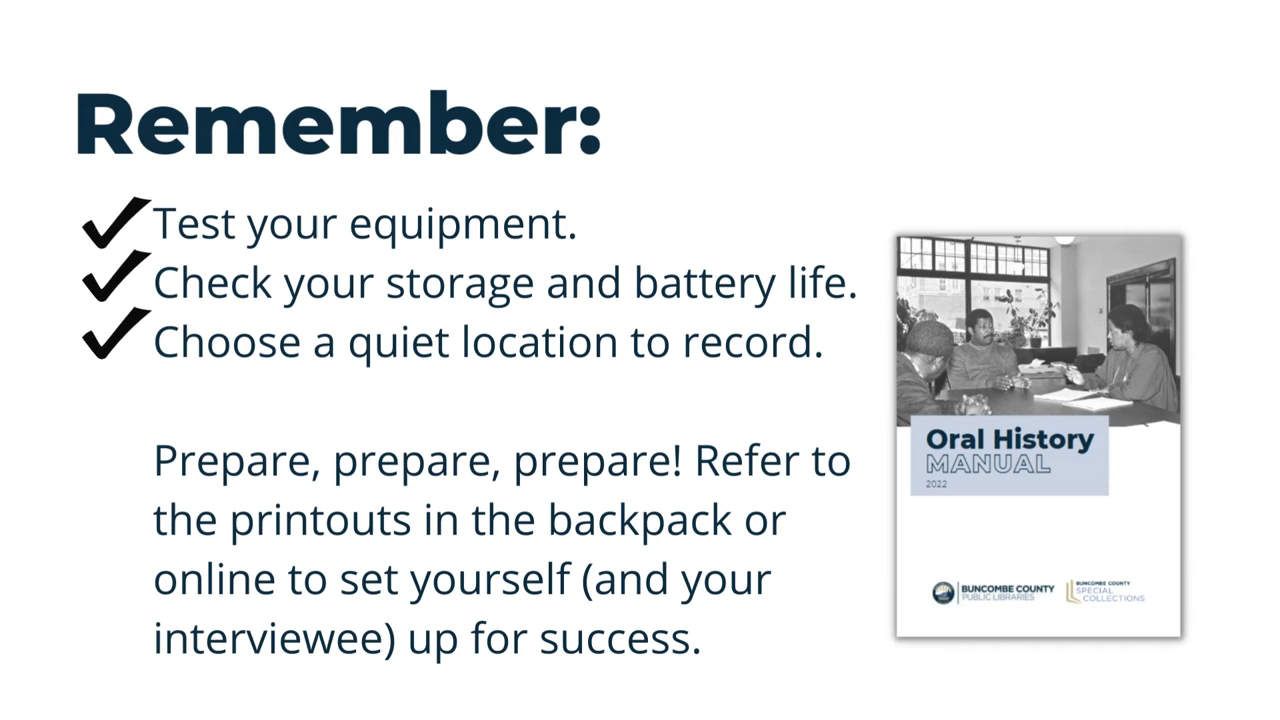 Remember:
Test your equipment.
Check your storage and battery life.
Choose a quiet location to record.
Prepare, prepare, prepare! Refer to
the printouts in the backpack or
online to set yourself (and your
interviewee) up for success.
Oral History
MANUAL
2022
BUNCOMBE COUNTY
PUBLIC LIBRARIES
BUNCOMBE COUNTY
SPECIAL
COLLECTIONS